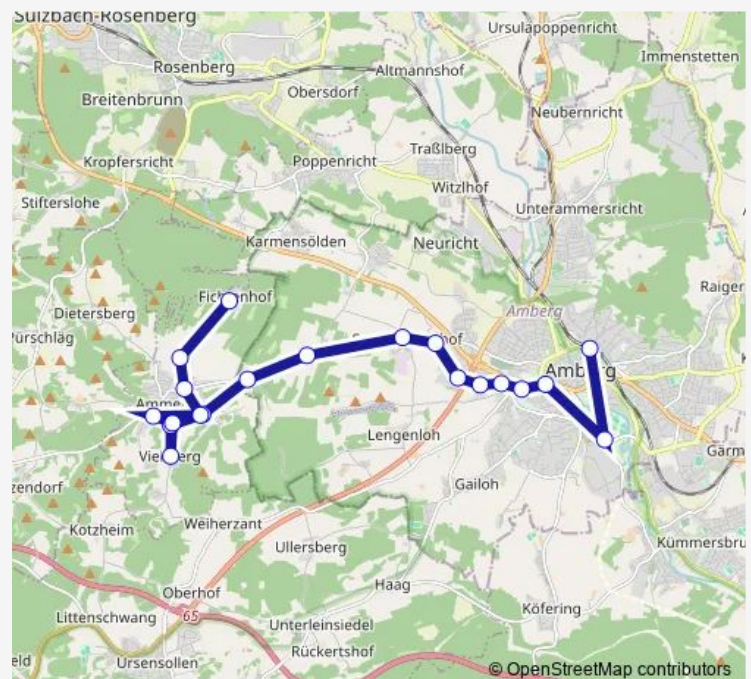 Sulzbach-Rosenberg
Ursulapoppenricht
Immenstetten
Rosenberg
Altmannshof
Obersdorf
Breitenbrunn
Neubernricht
Traßlberg
Kropfersricht
Poppenricht
Witzlhof
Stifterslohe
Unterammersricht
Karmensölden
Neuricht
Raiger
Dietersberg
Amberg
Pürschläg
Amberg
Lengenloh
Garm
zendorf
Gailoh
Kotzheim
Weiherzant
Ullersberg
Kümmersbru
Haag
Oberhof
Köfering
Littenschwang
65
Unterleinsiedel
Rückertshof
eld
Ursensollen
© OpenStreetMap contributors